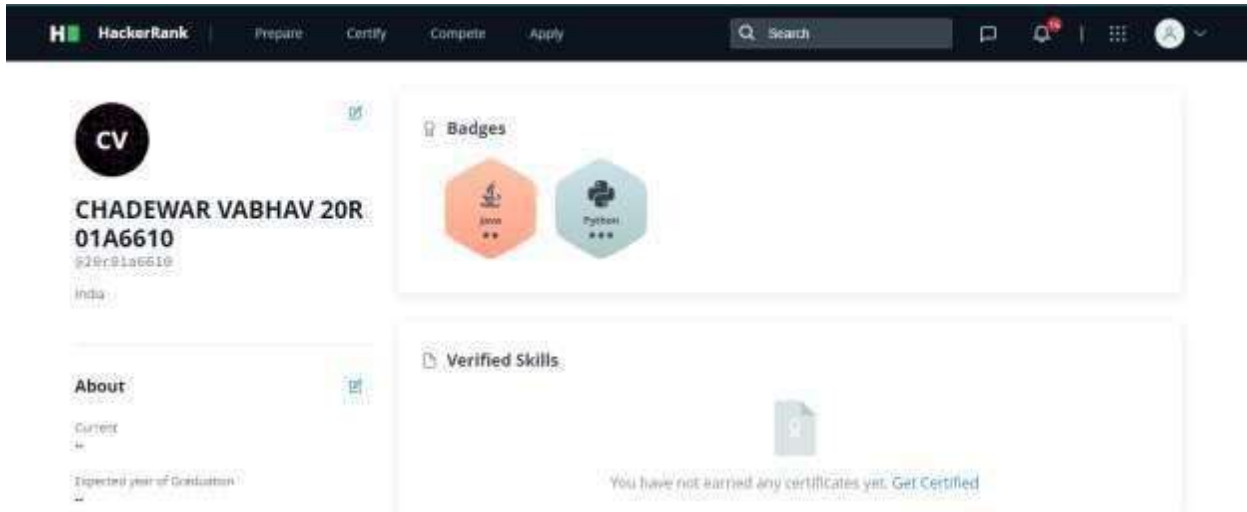 HackerRank
Prepare
Certify
Compete
Apply
Search
CV
CHADEWAR VABHAV 20R
01A6610
India
About
Current
--
Expected year of Graduation
--
Badges
Java
Python
Verified Skills
You have not earned any certificates yet. Get Certified